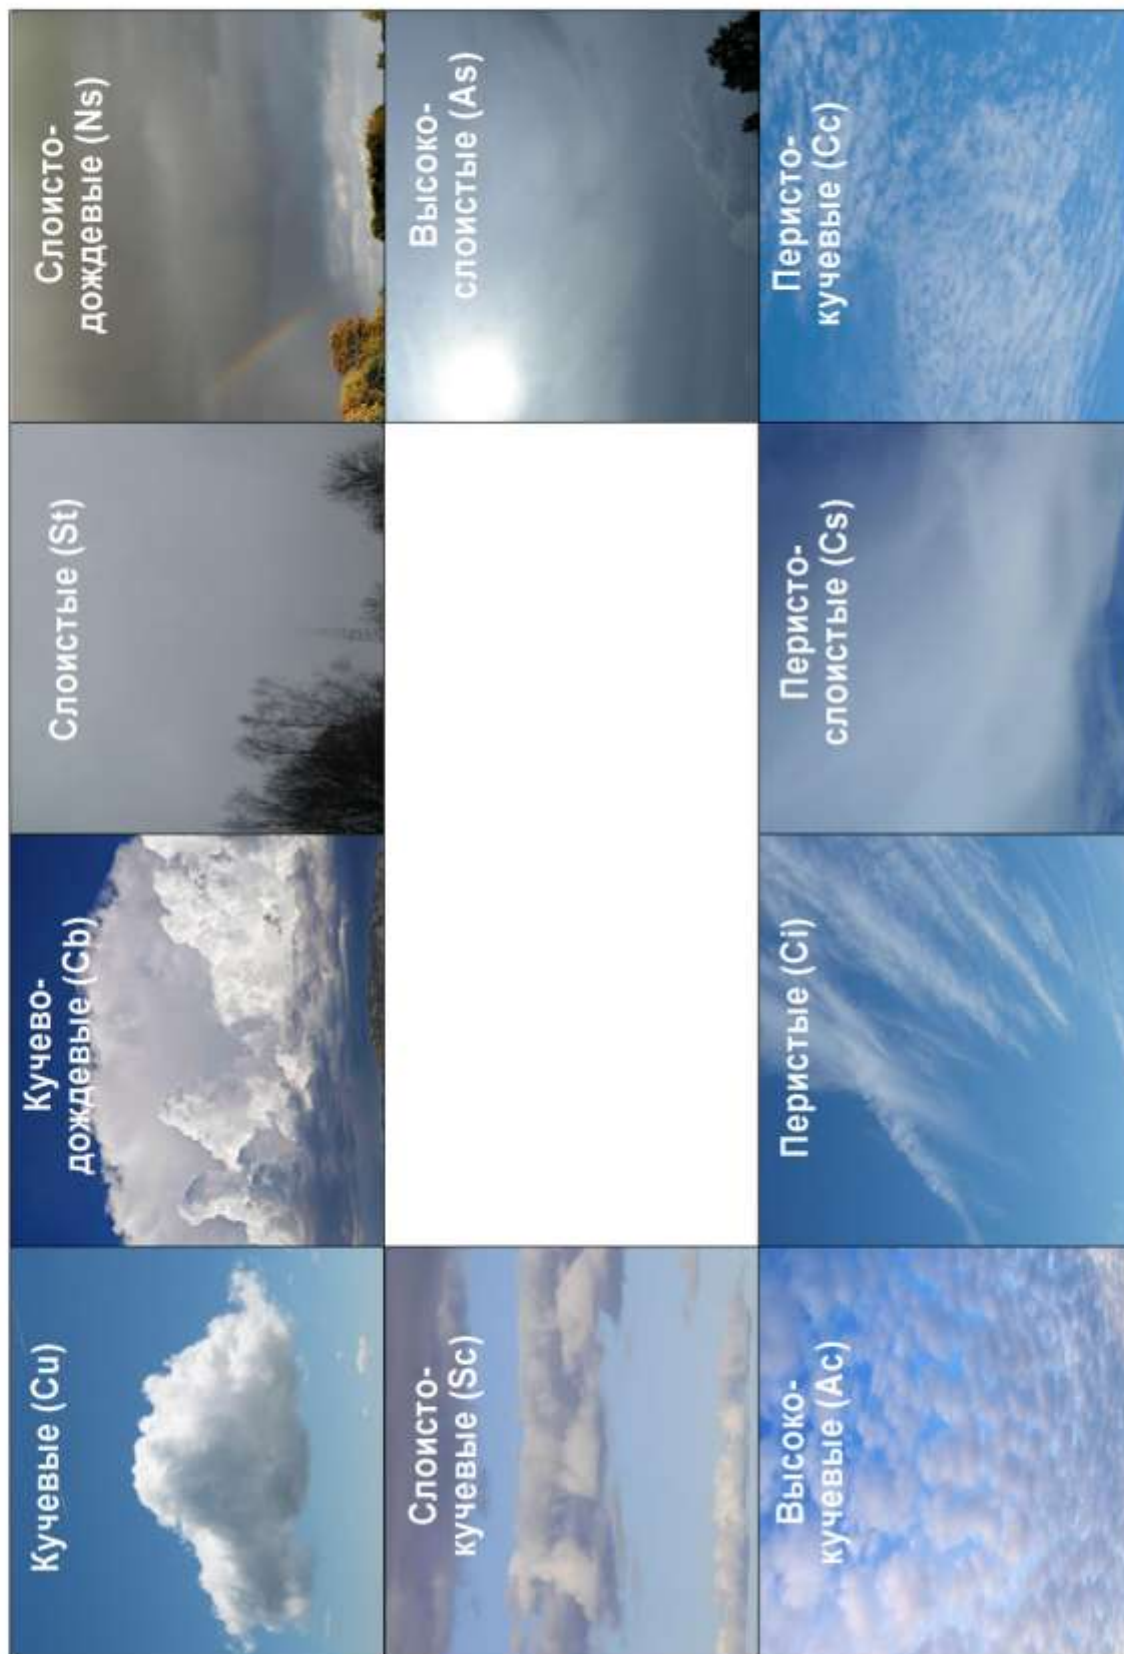 Кучевые (Cu)
Кучево-
дождевые (Cb)
Слоистые (St)
Слоисто-
дождевые (Ns)
Слоисто-
кучевые (Sc)
Высоко-
слоистые (As)
Высоко-
кучевые (Ac)
Перистые (Ci)
Перисто-
слоистые (Cs)
Перисто-
кучевые (Cc)